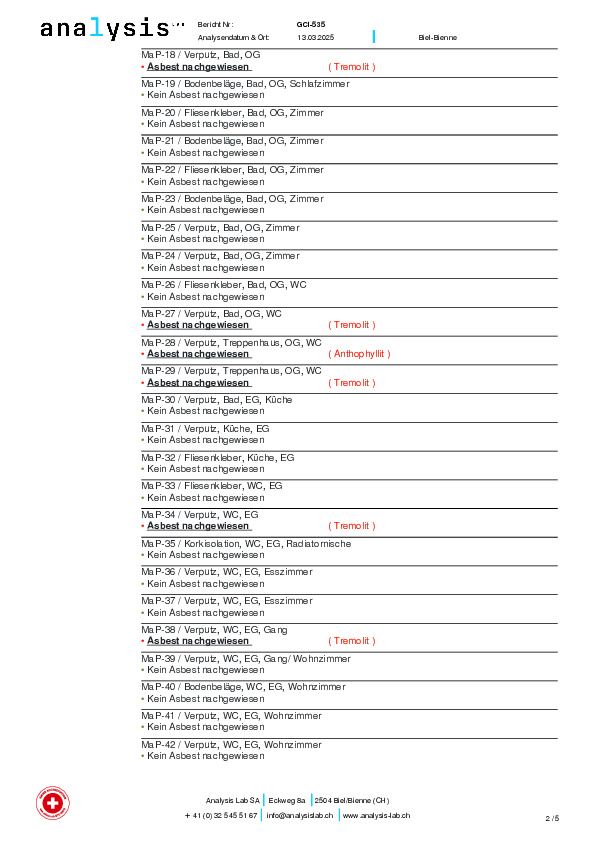 analysis
Bericht Nr: GCI-535
Analysendatum & Ort: 13.03.2025 Biel-Bienne
MaP-18 / Verputz, Bad, OG
• Asbest nachgewiesen ( Tremolit )
MaP-19 / Bodenbeläge, Bad, OG, Schlafzimmer
• Kein Asbest nachgewiesen
MaP-20 / Fliesenkleber, Bad, OG, Zimmer
• Kein Asbest nachgewiesen
MaP-21 / Bodenbeläge, Bad, OG, Zimmer
• Kein Asbest nachgewiesen
MaP-22 / Fliesenkleber, Bad, OG, Zimmer
• Kein Asbest nachgewiesen
MaP-23 / Bodenbeläge, Bad, OG, Zimmer
• Kein Asbest nachgewiesen
MaP-25 / Verputz, Bad, OG, Zimmer
• Kein Asbest nachgewiesen
MaP-24 / Verputz, Bad, OG, Zimmer
• Kein Asbest nachgewiesen
MaP-26 / Fliesenkleber, Bad, OG, WC
• Kein Asbest nachgewiesen
MaP-27 / Verputz, Bad, OG, WC
• Asbest nachgewiesen ( Tremolit )
MaP-28 / Verputz, Treppenhaus, OG, WC
• Asbest nachgewiesen ( Anthophyllit )
MaP-29 / Verputz, Treppenhaus, OG, WC
• Asbest nachgewiesen ( Tremolit )
MaP-30 / Verputz, Bad, EG, Küche
• Kein Asbest nachgewiesen
MaP-31 / Verputz, Küche, EG
• Kein Asbest nachgewiesen
MaP-32 / Fliesenkleber, Küche, EG
• Kein Asbest nachgewiesen
MaP-33 / Fliesenkleber, WC, EG
• Kein Asbest nachgewiesen
MaP-34 / Verputz, WC, EG
• Asbest nachgewiesen ( Tremolit )
MaP-35 / Korkisolation, WC, EG, Radiatornische
• Kein Asbest nachgewiesen
MaP-36 / Verputz, WC, EG, Esszimmer
• Kein Asbest nachgewiesen
MaP-37 / Verputz, WC, EG, Esszimmer
• Kein Asbest nachgewiesen
MaP-38 / Verputz, WC, EG, Gang
• Asbest nachgewiesen ( Tremolit )
MaP-39 / Verputz, WC, EG, Gang/ Wohnzimmer
• Kein Asbest nachgewiesen
MaP-40 / Bodenbeläge, WC, EG, Wohnzimmer
• Kein Asbest nachgewiesen
MaP-41 / Verputz, WC, EG, Wohnzimmer
• Kein Asbest nachgewiesen
MaP-42 / Verputz, WC, EG, Wohnzimmer
• Kein Asbest nachgewiesen
Analysis Lab SA | Eckweg 8a | 2504 Biel/Bienne (CH)
+ 41 (0) 32 545 51 67 | info@analysislab.ch | www.analysis-lab.ch
2 / 5